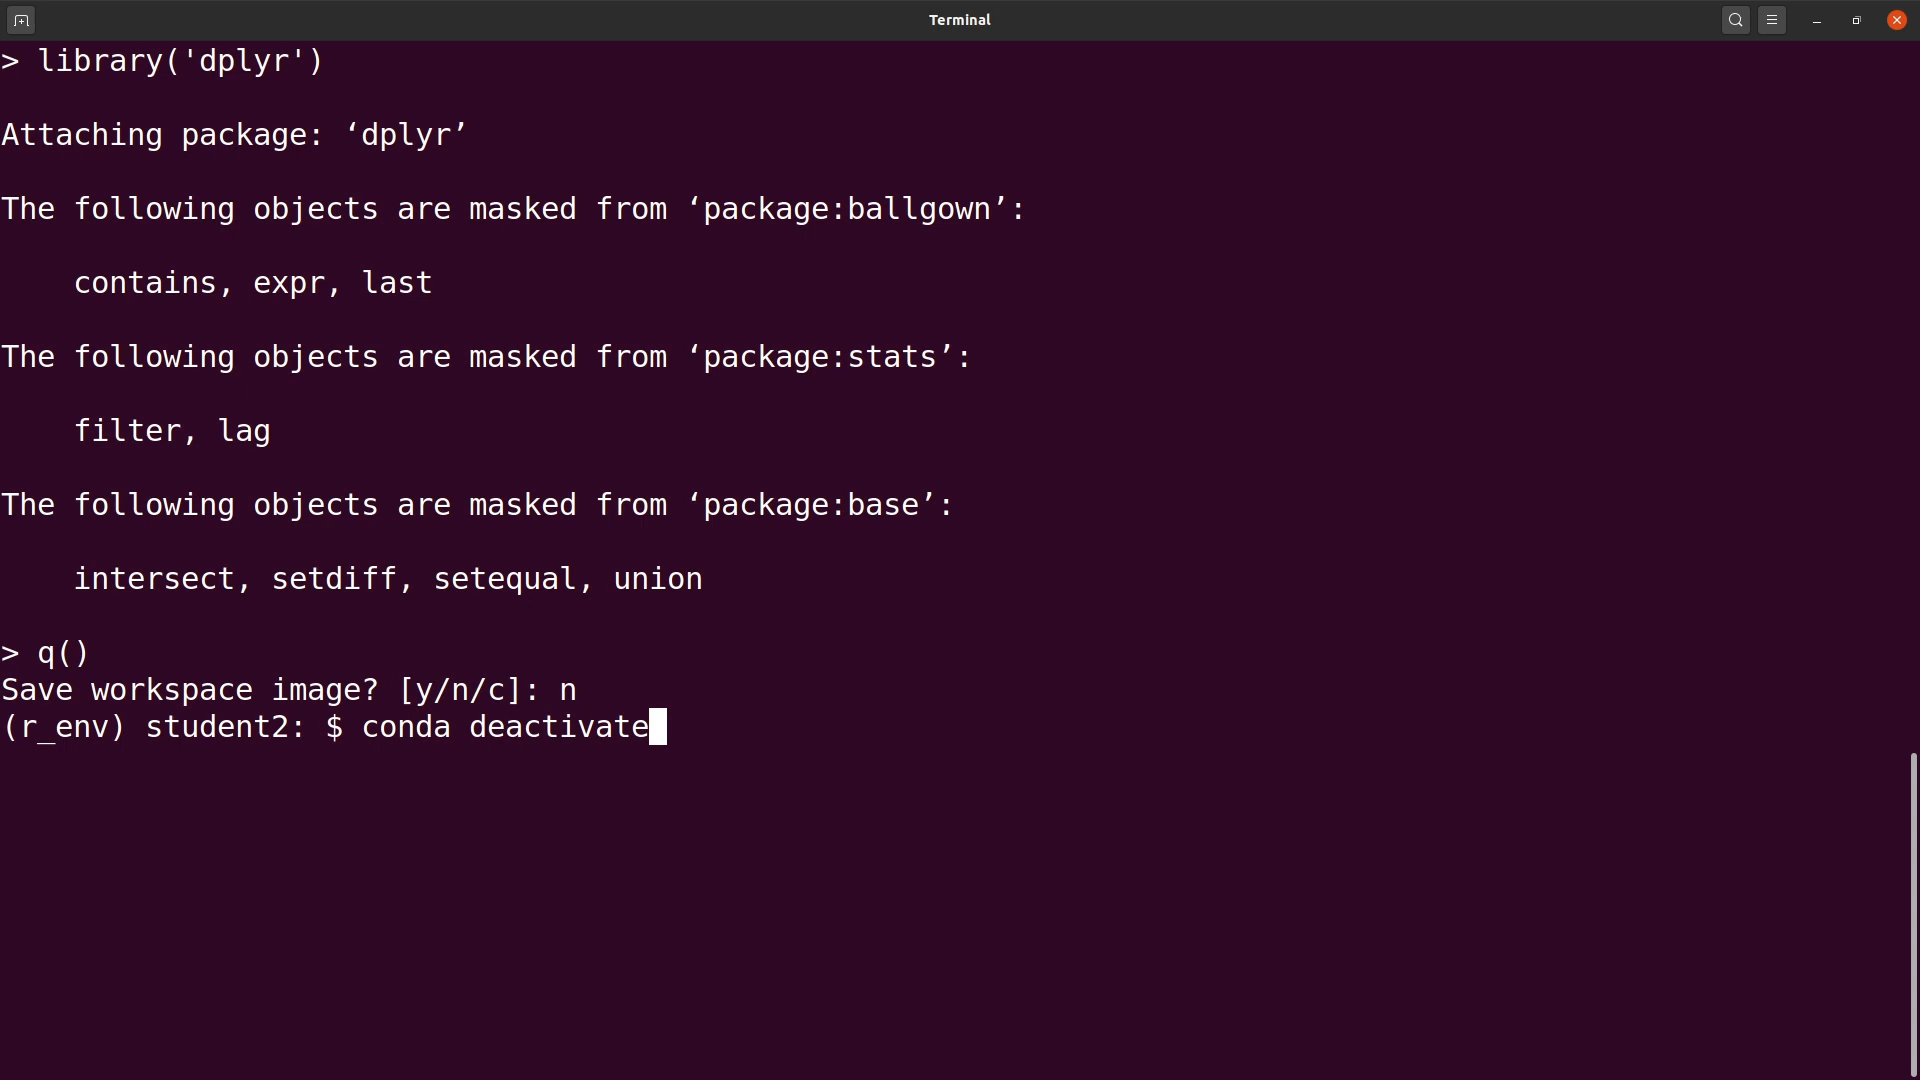 Terminal
> library('dplyr')
Attaching package: ‘dplyr’
The following objects are masked from ‘package:ballgown’:
contains, expr, last
The following objects are masked from ‘package:stats’:
filter, lag
The following objects are masked from ‘package:base’:
intersect, setdiff, setequal, union
> q()
Save workspace image? [y/n/c]: n
(r_env) student2: $ conda deactivate